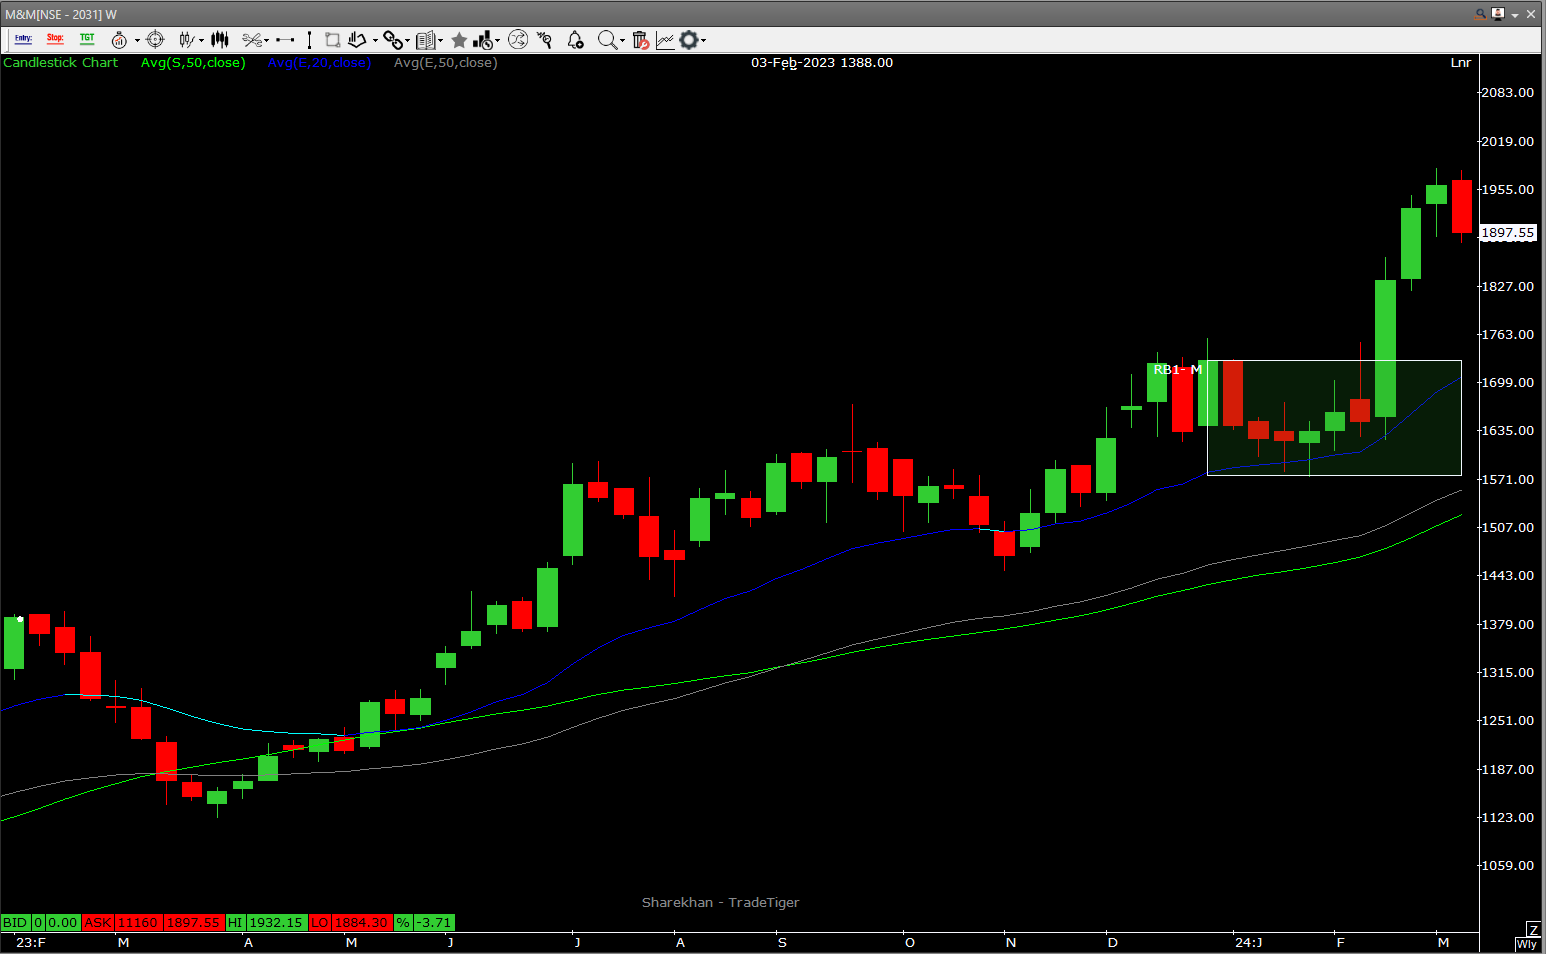 M&M[NSE - 2031] W
Entry: Stop: TGT
Candlestick Chart Avg(S,50,close) Avg(E,20,close) Avg(E,50,close) 03-Feb-2023 1388.00 Lnr
2083.00
2019.00
1955.00
1897.55
1827.00
1763.00
RB1- M
1699.00
1635.00
1571.00
1507.00
1443.00
1379.00
1315.00
1251.00
1187.00
1123.00
1059.00
Sharekhan - TradeTiger
BID 0 0.00 ASK 11160 1897.55 HI 1932.15 LO 1884.30 % -3.71
Z
23:F M A M J J A S O N D 24:J F M Wly